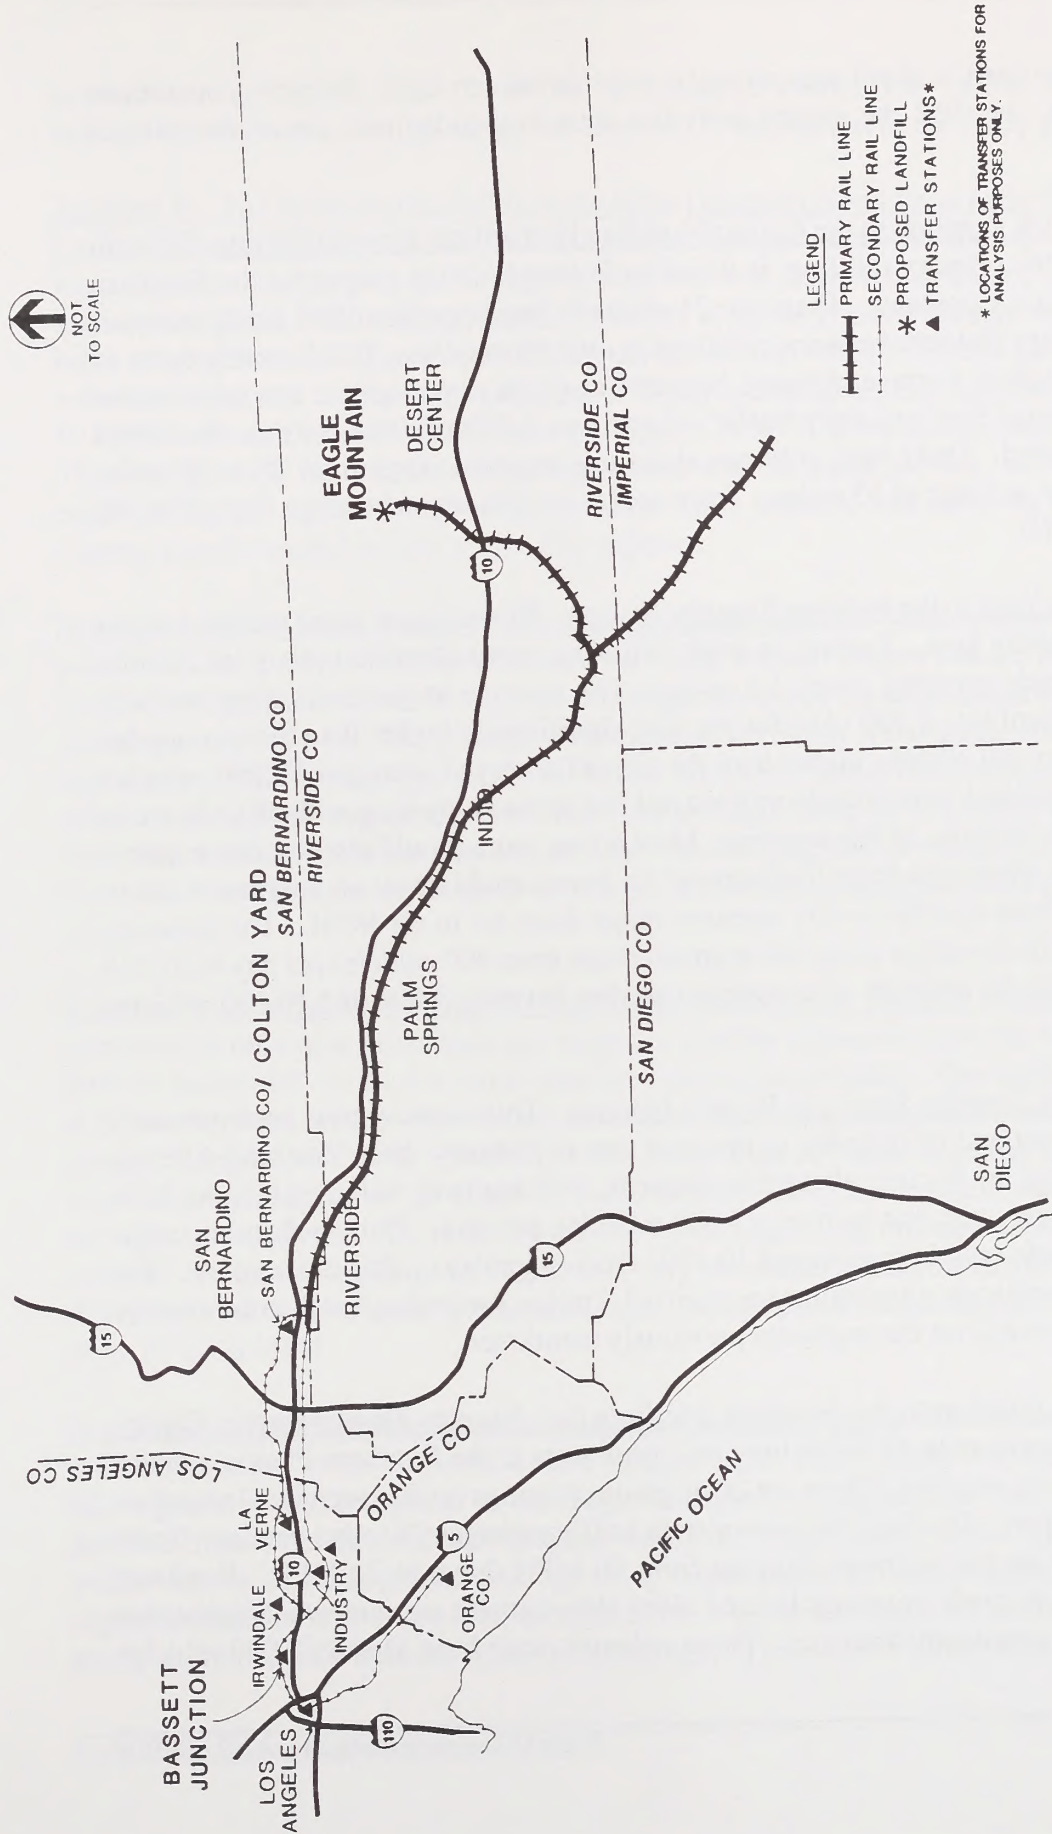 NOT
TO SCALE
SAN BERNARDINO CO
RIVERSIDE CO
EAGLE
MOUNTAIN
DESERT
CENTER
10
RIVERSIDE CO
IMPERIAL CO
INDIO
PALM
SPRINGS
SAN DIEGO CO
SAN BERNARDINO CO/ COLTON YARD
SAN
BERNARDINO
RIVERSIDE
15
15
SAN
DIEGO
LOS ANGELES CO
ORANGE CO
LA
VERNE
10
INDUSTRY
IRWINDALE
BASSETT
JUNCTION
LOS
ANGELES
110
5
ORANGE
CO
PACIFIC OCEAN
LEGEND
PRIMARY RAIL LINE
SECONDARY RAIL LINE
PROPOSED LANDFILL
TRANSFER STATIONS*
* LOCATIONS OF TRANSFER STATIONS FOR
ANALYSIS PURPOSES ONLY.